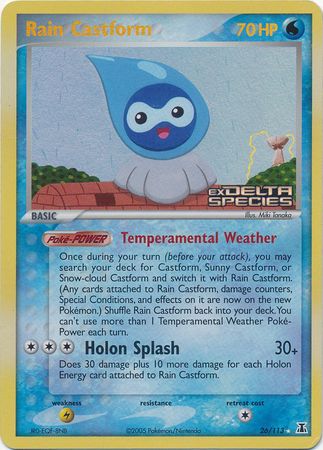 Rain Castform 70 HP
EX DELTA
SPECIES
BASIC
Illus. Miki Tanaka
Poké-POWER Temperamental Weather
Once during your turn (before your attack), you may
search your deck for Castform, Sunny Castform, or
Snow-cloud Castform and switch it with Rain Castform.
(Any cards attached to Rain Castform, damage counters,
Special Conditions, and effects on it are now on the new
Pokémon.) Shuffle Rain Castform back into your deck. You
can't use more than 1 Temperamental Weather Poké-
Power each turn.
Holon Splash 30+
Does 30 damage plus 10 more damage for each Holon
Energy card attached to Rain Castform.
weakness resistance retreat cost
JR0-EOF-8NB ©2005 Pokémon/Nintendo 26/113